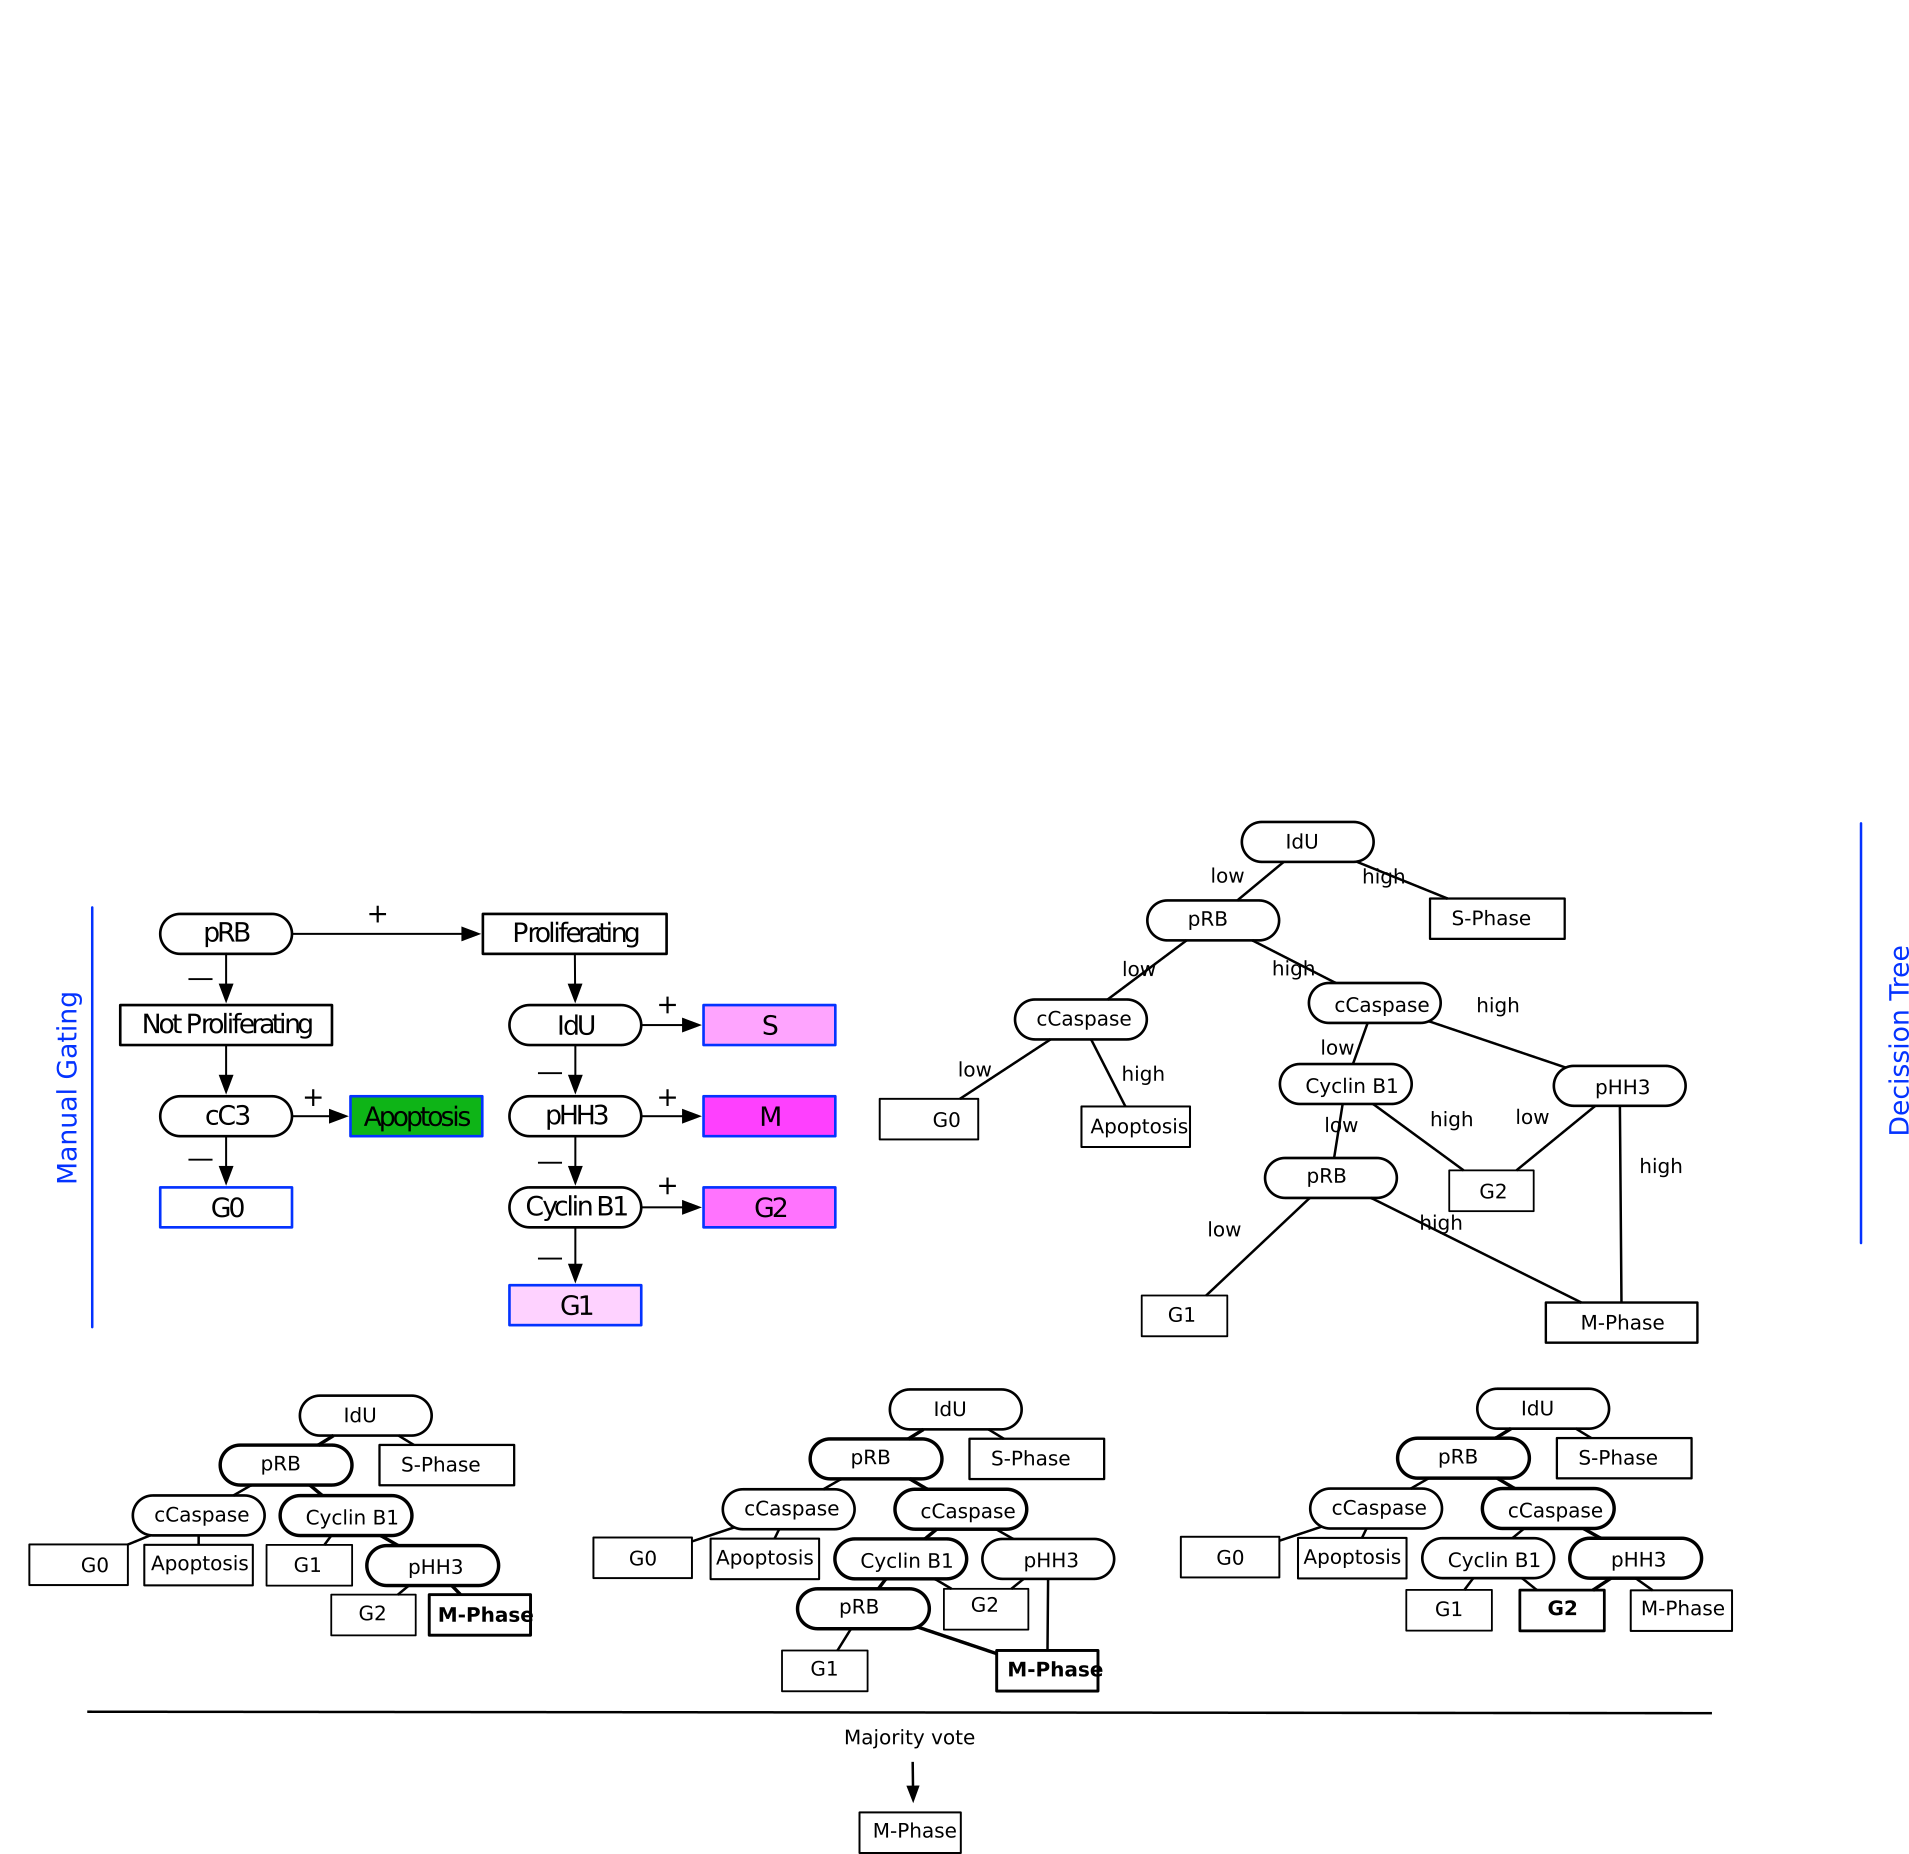 Manual Gating
pRB
+
Proliferating
—
Not Proliferating
IdU
+
S
—
cC3
+
Apoptosis
pHH3
+
M
—
—
G0
Cyclin B1
+
G2
—
G1
Decission Tree
IdU
low
high
pRB
S-Phase
low
high
cCaspase
cCaspase
high
low
low
high
Cyclin B1
pHH3
G0
Apoptosis
low
high
low
pRB
G2
high
low
high
G1
M-Phase
IdU
pRB
S-Phase
cCaspase
Cyclin B1
G0
Apoptosis
G1
pHH3
G2
M-Phase
IdU
pRB
S-Phase
cCaspase
cCaspase
G0
Apoptosis
Cyclin B1
pHH3
pRB
G2
G1
M-Phase
IdU
pRB
S-Phase
cCaspase
cCaspase
G0
Apoptosis
Cyclin B1
pHH3
G1
G2
M-Phase
Majority vote
M-Phase